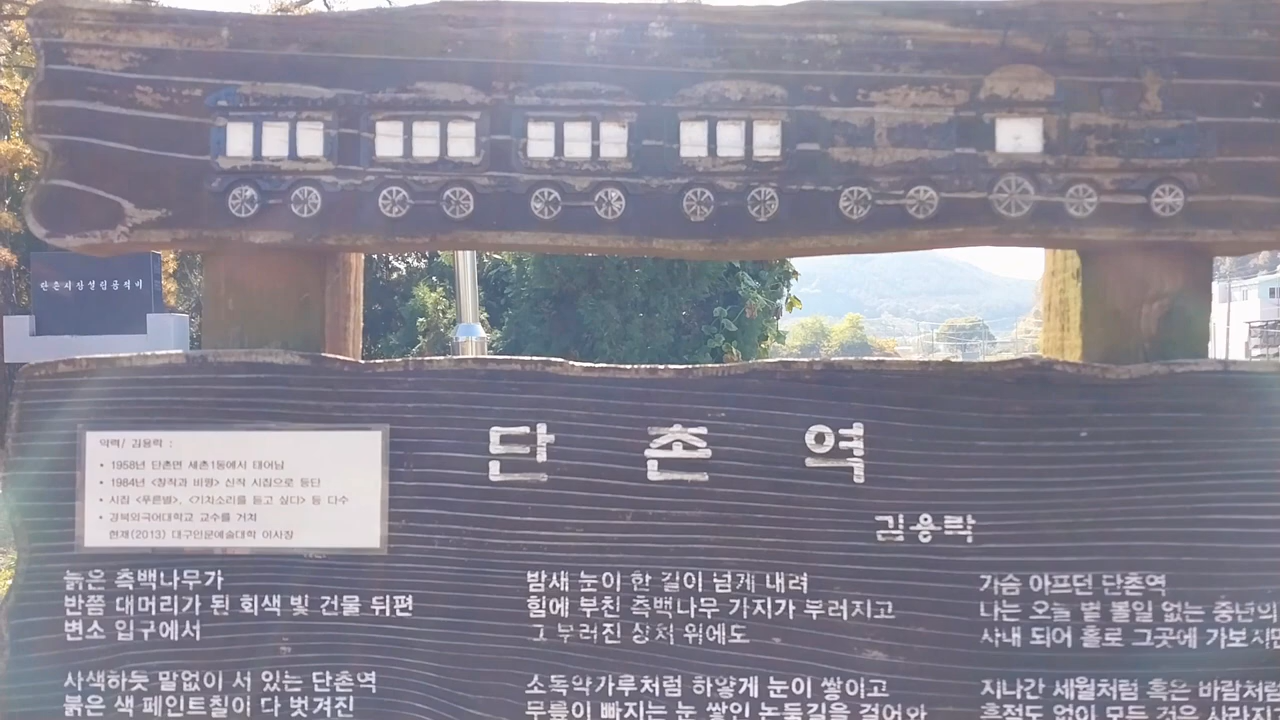 단촌시장설립공적비
단촌역
김용락
약력/ 김용락 :
• 1958년 단촌면 세촌1동에서 태어남
• 1984년 <창작과 비평> 신작 시집으로 등단
• 시집 <푸른별>, <기차소리를 듣고 싶다> 등 다수
• 경북외국어대학교 교수를 거쳐
현재(2013) 대구인문예술대학 이사장
늙은 측백나무가
반쯤 대머리가 된 회색 빛 건물 뒤편
변소 입구에서
사색하듯 말없이 서 있는 단촌역
붉은 색 페인트칠이 다 벗겨진
밤새 눈이 한 길이 넘게 내려
힘에 부친 측백나무 가지가 부러지고
그 부러진 상처 위에도
소독약가루처럼 하얗게 눈이 쌓이고
무릎이 빠지는 눈 쌓인 논둑길을 걸어와
가슴 아프던 단촌역
나는 오늘 별 볼일 없는 중년의
사내 되어 홀로 그곳에 가보지만
지나간 세월처럼 혹은 바람처럼
흔적도 없이 모든 것은 사라지고